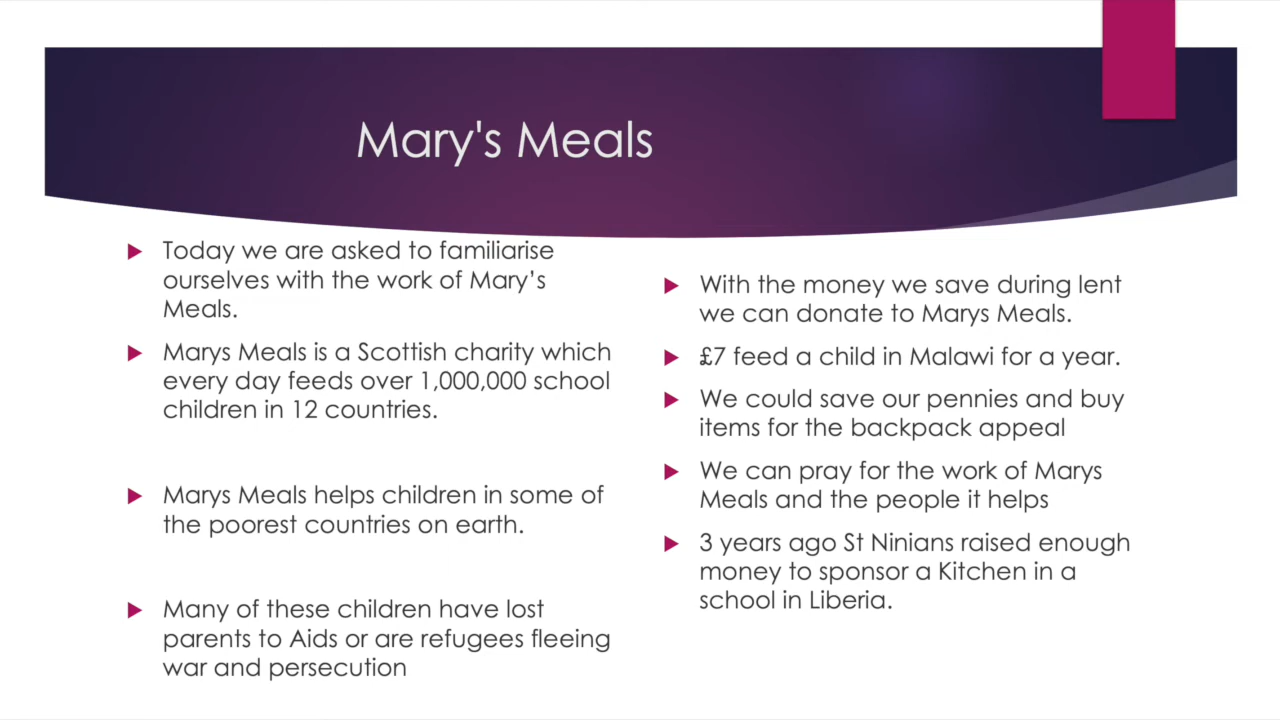 Mary's Meals
Today we are asked to familiarise
ourselves with the work of Mary’s
Meals.
Marys Meals is a Scottish charity which
every day feeds over 1,000,000 school
children in 12 countries.
Marys Meals helps children in some of
the poorest countries on earth.
Many of these children have lost
parents to Aids or are refugees fleeing
war and persecution
With the money we save during lent
we can donate to Marys Meals.
£7 feed a child in Malawi for a year.
We could save our pennies and buy
items for the backpack appeal
We can pray for the work of Marys
Meals and the people it helps
3 years ago St Ninians raised enough
money to sponsor a Kitchen in a
school in Liberia.